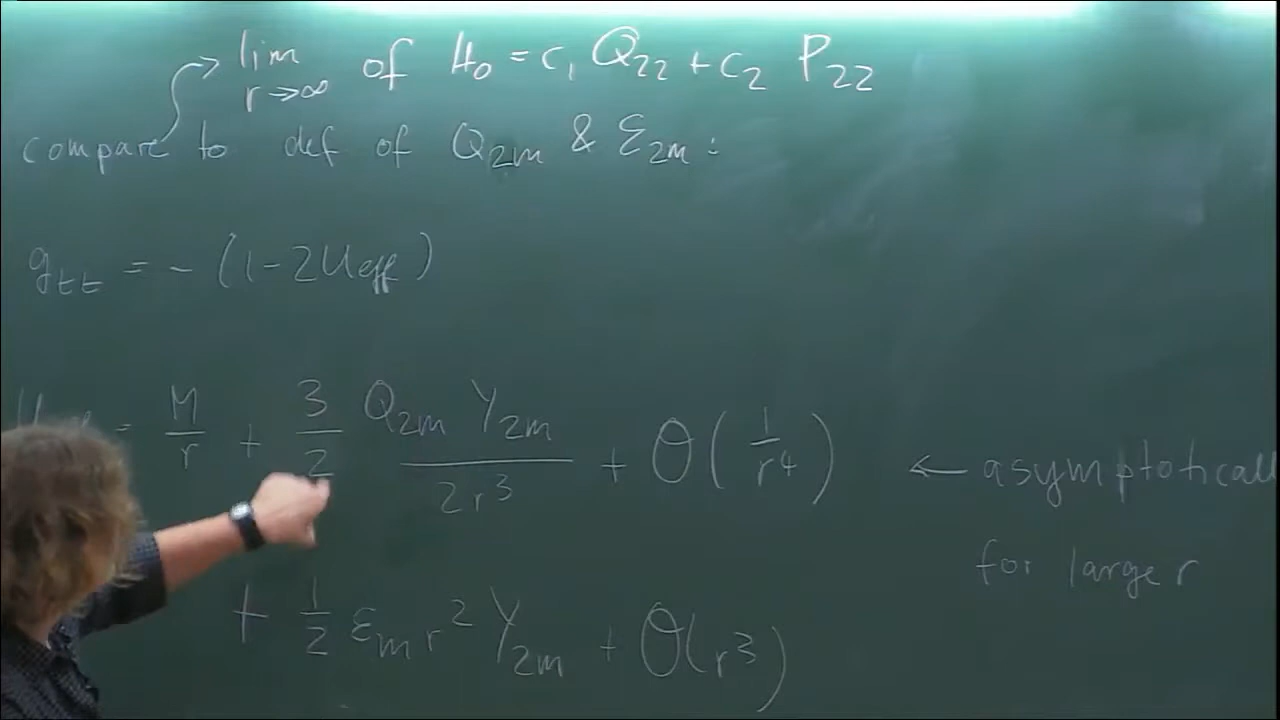 lim of H₀ = c₁ Q₂₂ + c₂ P₂₂
r→∞
compare to def of Q₂ₘ & ℰ₂ₘ :
g_tt = - (1 - 2U_eff)
= M/r + 3/2 Q₂ₘ Y₂ₘ / 2r³ + O(1/r⁴) ← asymptotical
for larger r
+ 1/2 ℰₘ r² Y₂ₘ + O(r³)